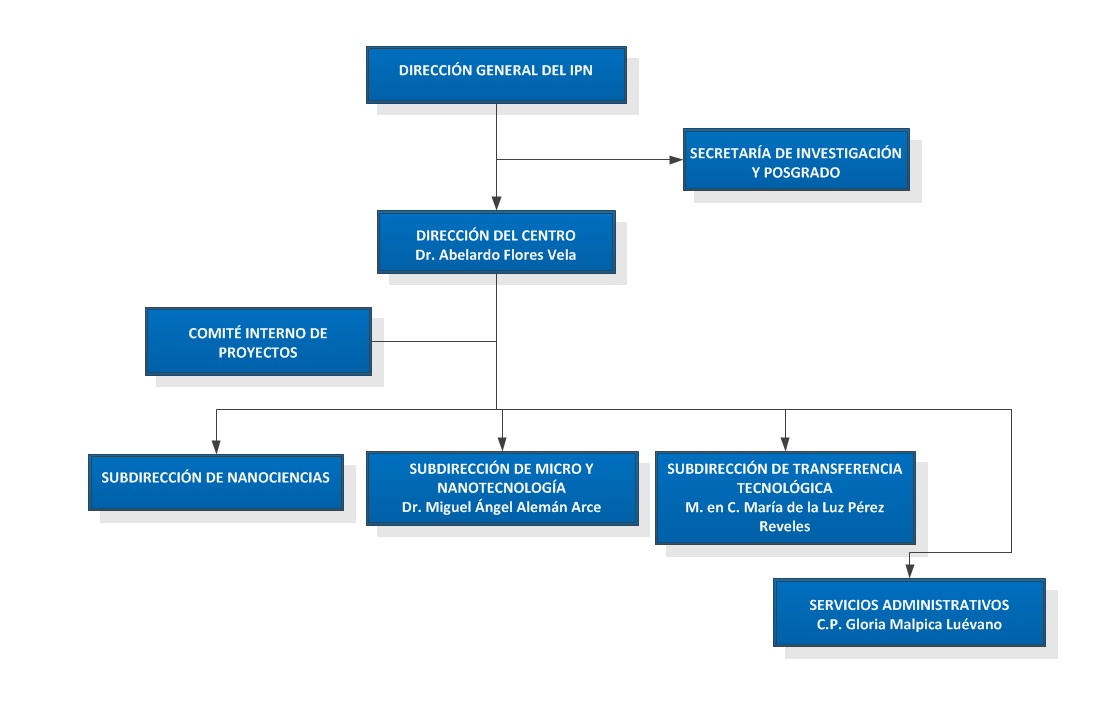 DIRECCIÓN GENERAL DEL IPN
SECRETARÍA DE INVESTIGACIÓN
Y POSGRADO
DIRECCIÓN DEL CENTRO
Dr. Abelardo Flores Vela
COMITÉ INTERNO DE
PROYECTOS
SUBDIRECCIÓN DE NANOCIENCIAS
SUBDIRECCIÓN DE MICRO Y
NANOTECNOLOGÍA
Dr. Miguel Ángel Alemán Arce
SUBDIRECCIÓN DE TRANSFERENCIA
TECNOLÓGICA
M. en C. María de la Luz Pérez
Reveles
SERVICIOS ADMINISTRATIVOS
C.P. Gloria Malpica Luévano